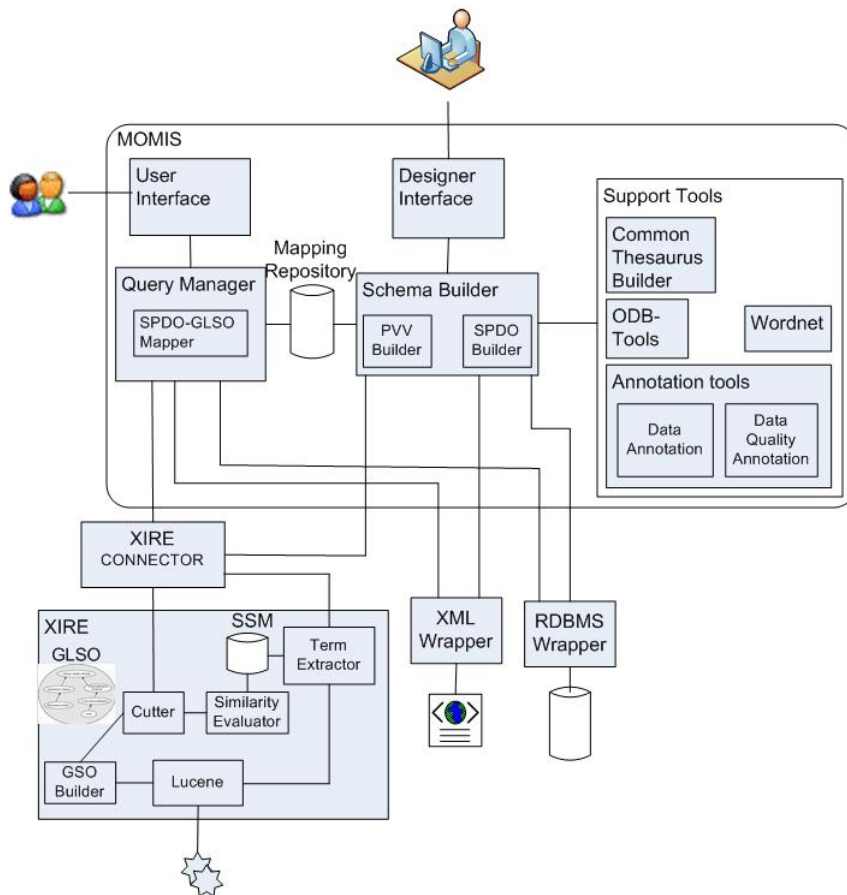 MOMIS
User
Interface
Designer
Interface
Support Tools
Common
Thesaurus
Builder
ODB-
Tools
Wordnet
Annotation tools
Data
Annotation
Data
Quality
Annotation
Mapping
Repository
Query Manager
SPDO-GLSO
Mapper
Schema Builder
PVV
Builder
SPDO
Builder
XIRE
CONNECTOR
XIRE
GLSO
SSM
Term
Extractor
Cutter
Similarity
Evaluator
GSO
Builder
Lucene
XML
Wrapper
RDBMS
Wrapper